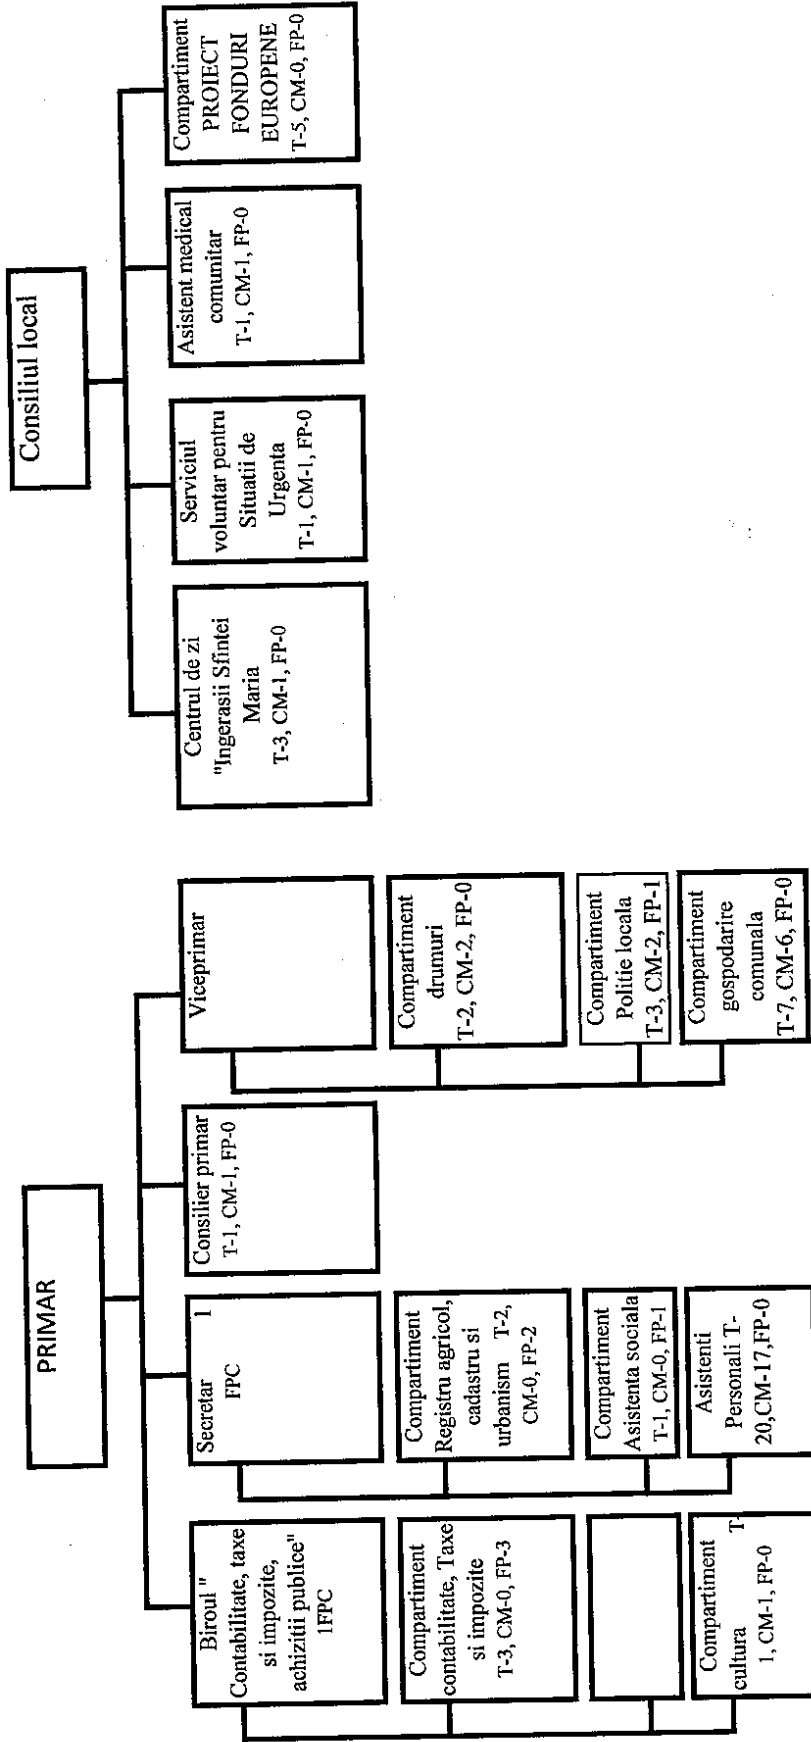 PRIMAR
Biroul "
Contabilitate, taxe
si impozite,
achizitii publice"
1FPC
Compartiment
contabilitate, Taxe
si impozite
T-3, CM-0, FP-3
Compartiment
cultura T-
1, CM-1, FP-0
Secretar 1
FPC
Compartiment
Registru agricol,
cadastru si
urbanism T-2,
CM-0, FP-2
Compartiment
Asistenta sociala
T-1, CM-0, FP-1
Asistenti
Personali T-
20,CM-17,FP-0
Consilier primar
T-1, CM-1, FP-0
Viceprimar
Compartiment
drumuri
T-2, CM-2, FP-0
Compartiment
Politie locala
T-3, CM-2, FP-1
Compartiment
gospodarire
comunala
T-7, CM-6, FP-0
Consiliul local
Centrul de zi
"Ingerasii Sfintei
Maria
T-3, CM-1, FP-0
Serviciul
voluntar pentru
Situatii de
Urgenta
T-1, CM-1, FP-0
Asistent medical
comunitar
T-1, CM-1, FP-0
Compartiment
PROIECT
FONDURI
EUROPENE
T-5, CM-0, FP-0